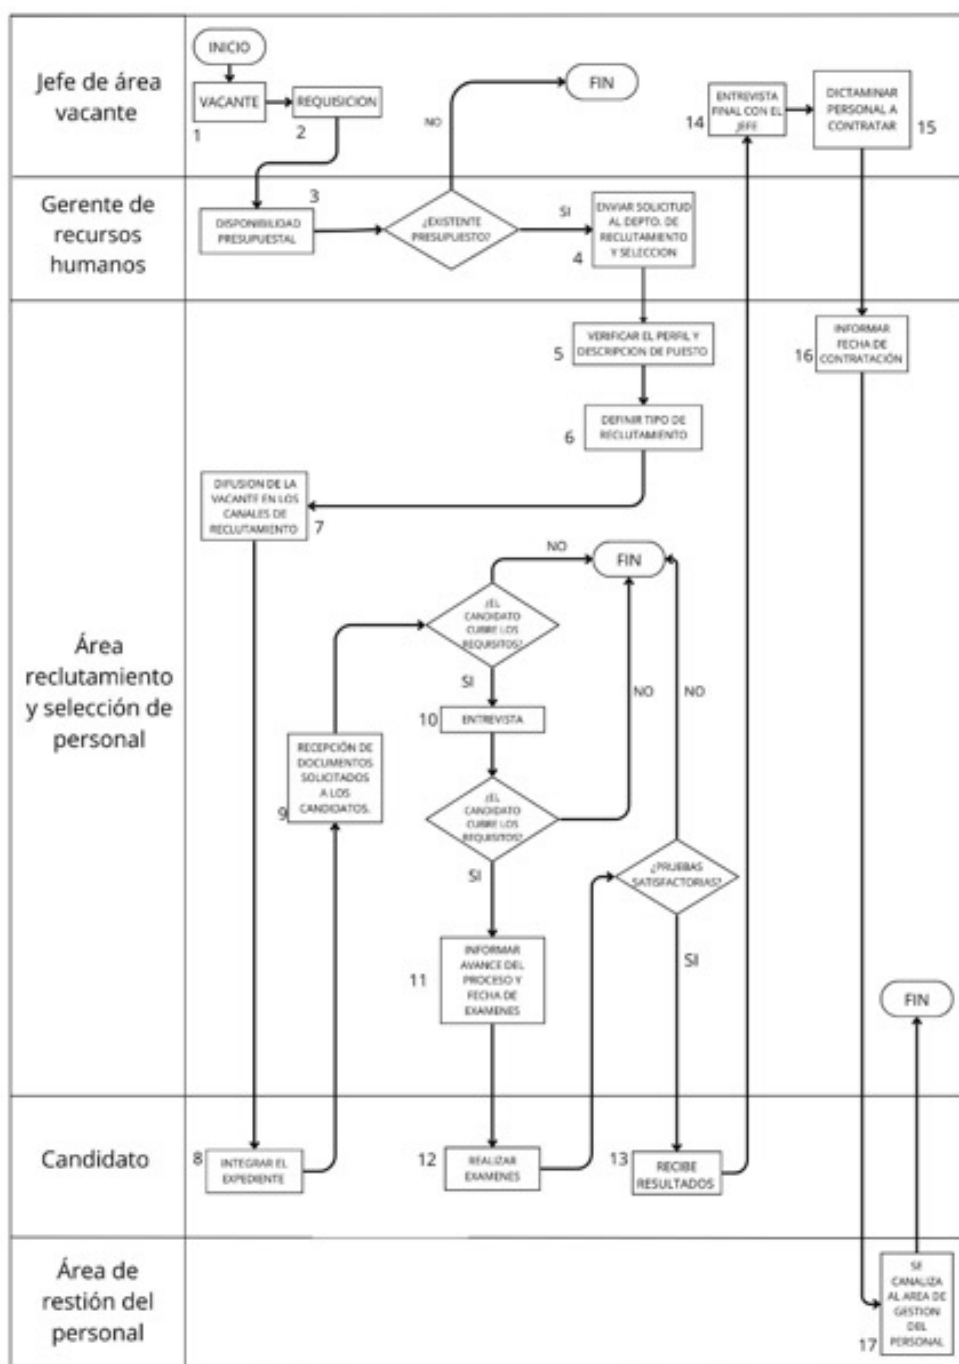 Jefe de área
vacante
INICIO
VACANTE
1
REQUISICION
2
NO
FIN
ENTREVISTA
FINAL CON EL
JEFE
14
DICTAMINAR
PERSONAL A
CONTRATAR
15
Gerente de
recursos
humanos
3
DISPONIBILIDAD
PRESUPUESTAL
¿EXISTENTE
PRESUPUESTO?
SI
ENVIAR SOLICITUD
AL DEPTO. DE
RECLUTAMIENTO
Y SELECCION
4
Área
reclutamiento
y selección de
personal
5
VERIFICAR EL PERFIL Y
DESCRIPCION DE PUESTO
6
DEFINIR TIPO DE
RECLUTAMIENTO
DIFUSION DE LA
VACANTE EN LOS
CANALES DE
RECLUTAMIENTO
7
NO
FIN
¿EL
CANDIDATO
CUBRE LOS
REQUISITOS?
SI
10
ENTREVISTA
NO
NO
RECEPCIÓN DE
DOCUMENTOS
SOLICITADOS
A LOS
CANDIDATOS.
9
¿EL
CANDIDATO
CUBRE LOS
REQUISITOS?
SI
¿PRUEBAS
SATISFACTORIAS?
SI
11
INFORMAR
AVANCE DEL
PROCESO Y
FECHA DE
EXAMENES
16
INFORMAR
FECHA DE
CONTRATACIÓN
FIN
Candidato
8
INTEGRAR EL
EXPEDIENTE
12
REALIZAR
EXAMENES
13
RECIBE
RESULTADOS
Área de
restión del
personal
SE
CANALIZA
AL AREA DE
GESTION
DEL
PERSONAL
17